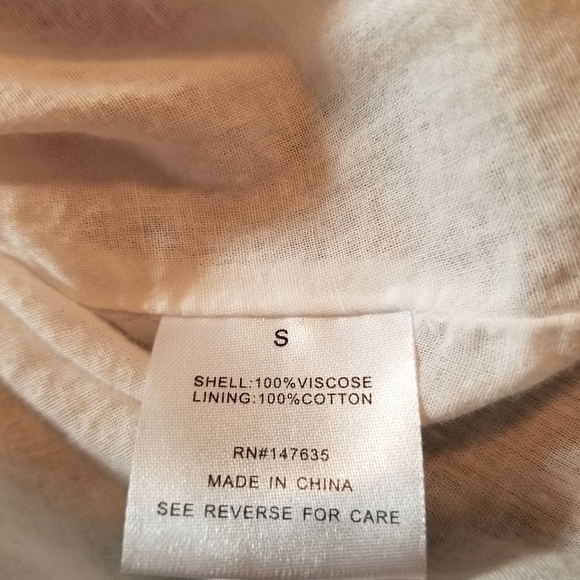 S
SHELL:100%VISCOSE
LINING:100%COTTON
RN#147635
MADE IN CHINA
SEE REVERSE FOR CARE